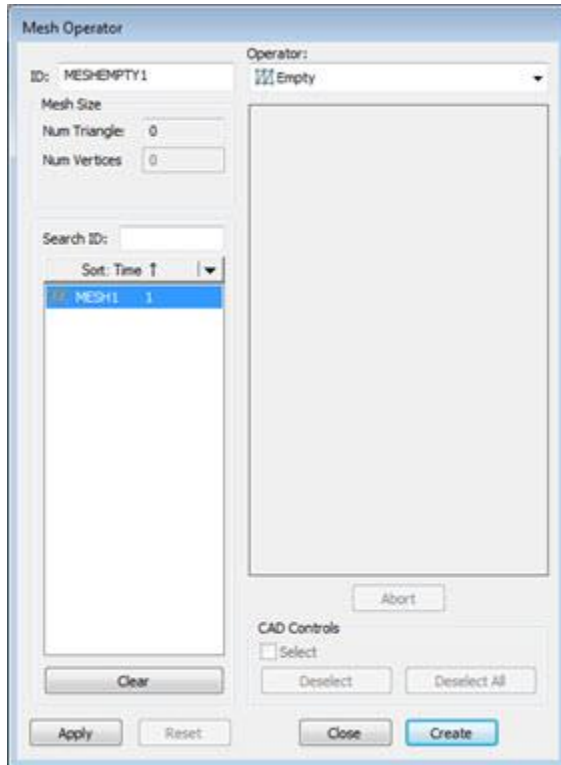 Mesh Operator
Operator:
ID: MESHEMPTY1
Empty
Mesh Size
Num Triangle: 0
Num Vertices 0
Search ID:
Sort: Time ↑
MESH1 1
Abort
CAD Controls
Select
Clear
Deselect
Deselect All
Apply
Reset
Close
Create